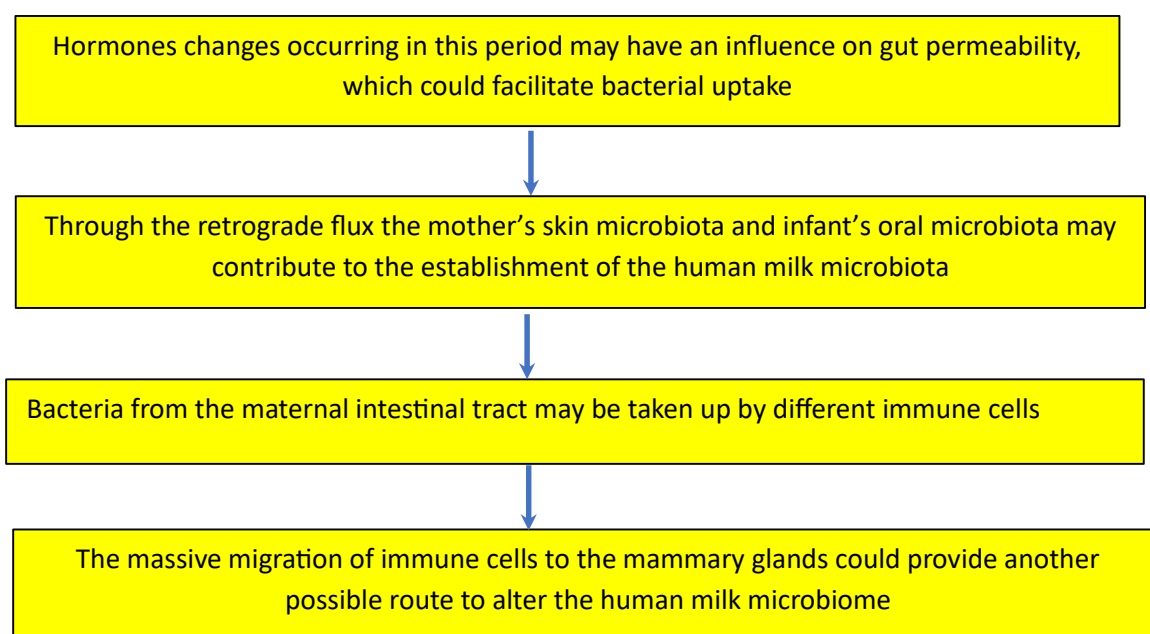 Hormones changes occurring in this period may have an influence on gut permeability,
which could facilitate bacterial uptake
Through the retrograde flux the mother’s skin microbiota and infant’s oral microbiota may
contribute to the establishment of the human milk microbiota
Bacteria from the maternal intestinal tract may be taken up by different immune cells
The massive migration of immune cells to the mammary glands could provide another
possible route to alter the human milk microbiome